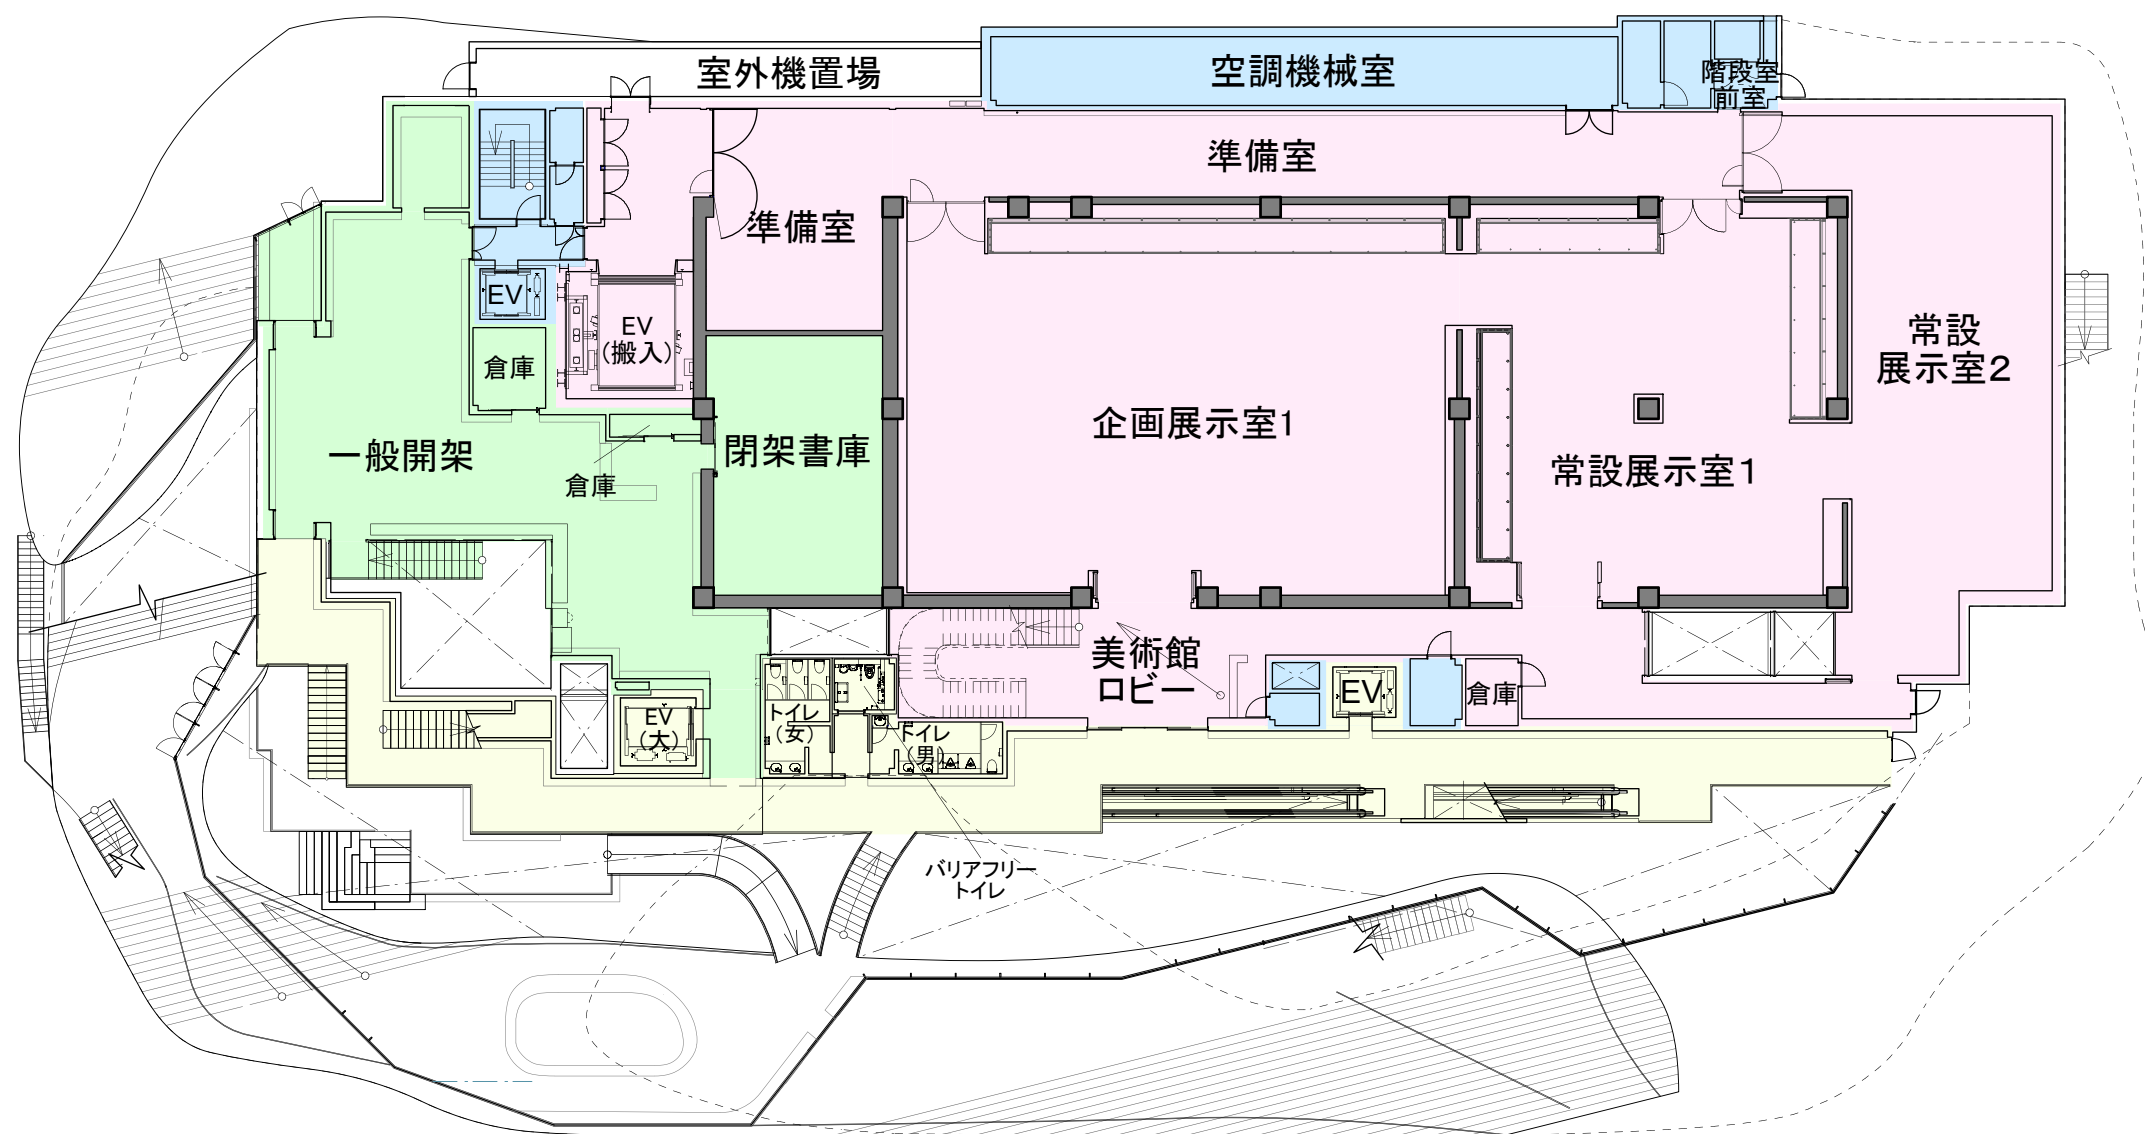 室外機置場
空調機械室
階段室
前室
準備室
準備室
EV
EV
(搬入)
倉庫
常設
展示室2
企画展示室1
一般開架
閉架書庫
倉庫
常設展示室1
美術館
ロビー
EV
倉庫
EV
(大)
トイレ
(女)
トイレ
(男)
バリアフリー
トイレ